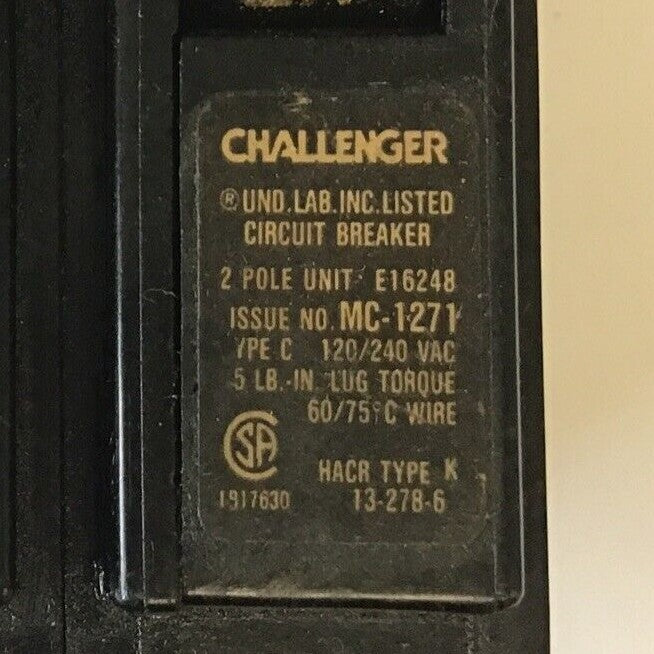 CHALLENGER
® UND. LAB. INC. LISTED
CIRCUIT BREAKER
2 POLE UNIT E16248
ISSUE NO. MC-1271
YPE C 120/240 VAC
5 LB.-IN. LUG TORQUE
60/75°C WIRE
SA
HACR TYPE K
1917630 13-278-6